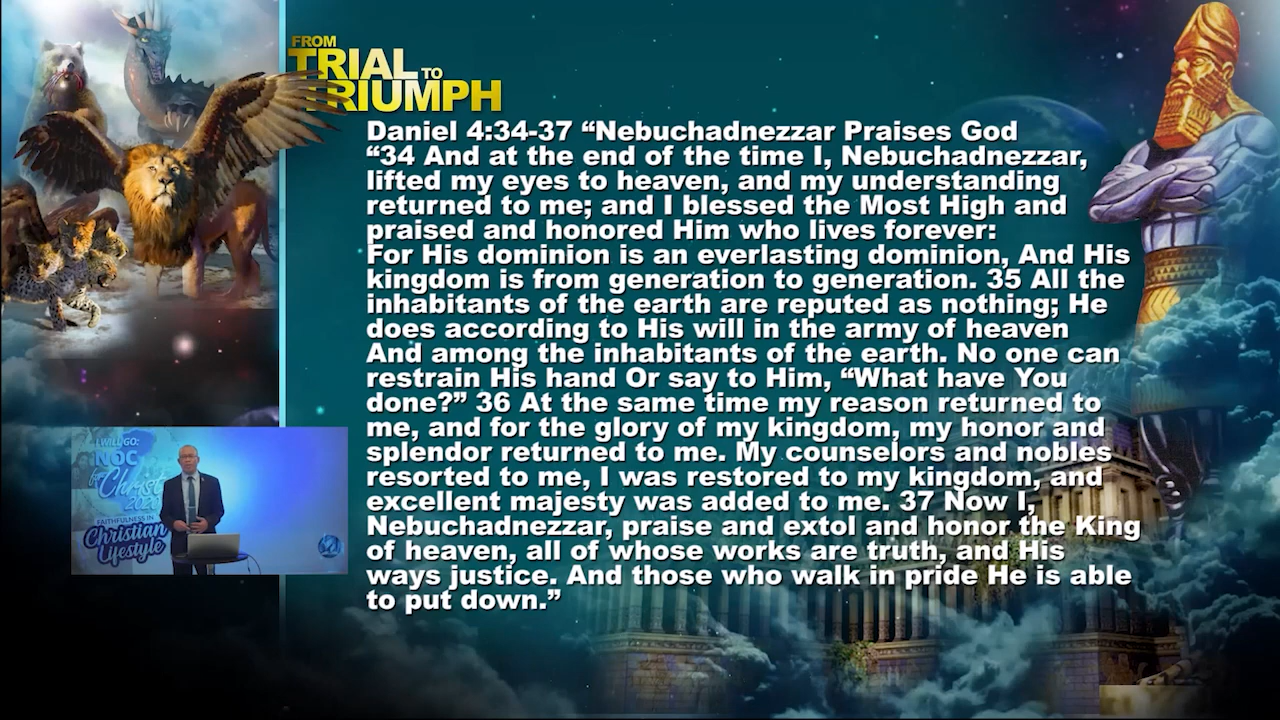 FROM
TRIAL TO
TRIUMPH
Daniel 4:34-37 “Nebuchadnezzar Praises God
“34 And at the end of the time I, Nebuchadnezzar,
lifted my eyes to heaven, and my understanding
returned to me; and I blessed the Most High and
praised and honored Him who lives forever:
For His dominion is an everlasting dominion, And His
kingdom is from generation to generation. 35 All the
inhabitants of the earth are reputed as nothing; He
does according to His will in the army of heaven
And among the inhabitants of the earth. No one can
restrain His hand Or say to Him, “What have You
done?” 36 At the same time my reason returned to
me, and for the glory of my kingdom, my honor and
splendor returned to me. My counselors and nobles
resorted to me, I was restored to my kingdom, and
excellent majesty was added to me. 37 Now I,
Nebuchadnezzar, praise and extol and honor the King
of heaven, all of whose works are truth, and His
ways justice. And those who walk in pride He is able
to put down.”
I WILL GO:
NOC
for Christ
FAITHFULNESS IN
Christian
Lifestyle